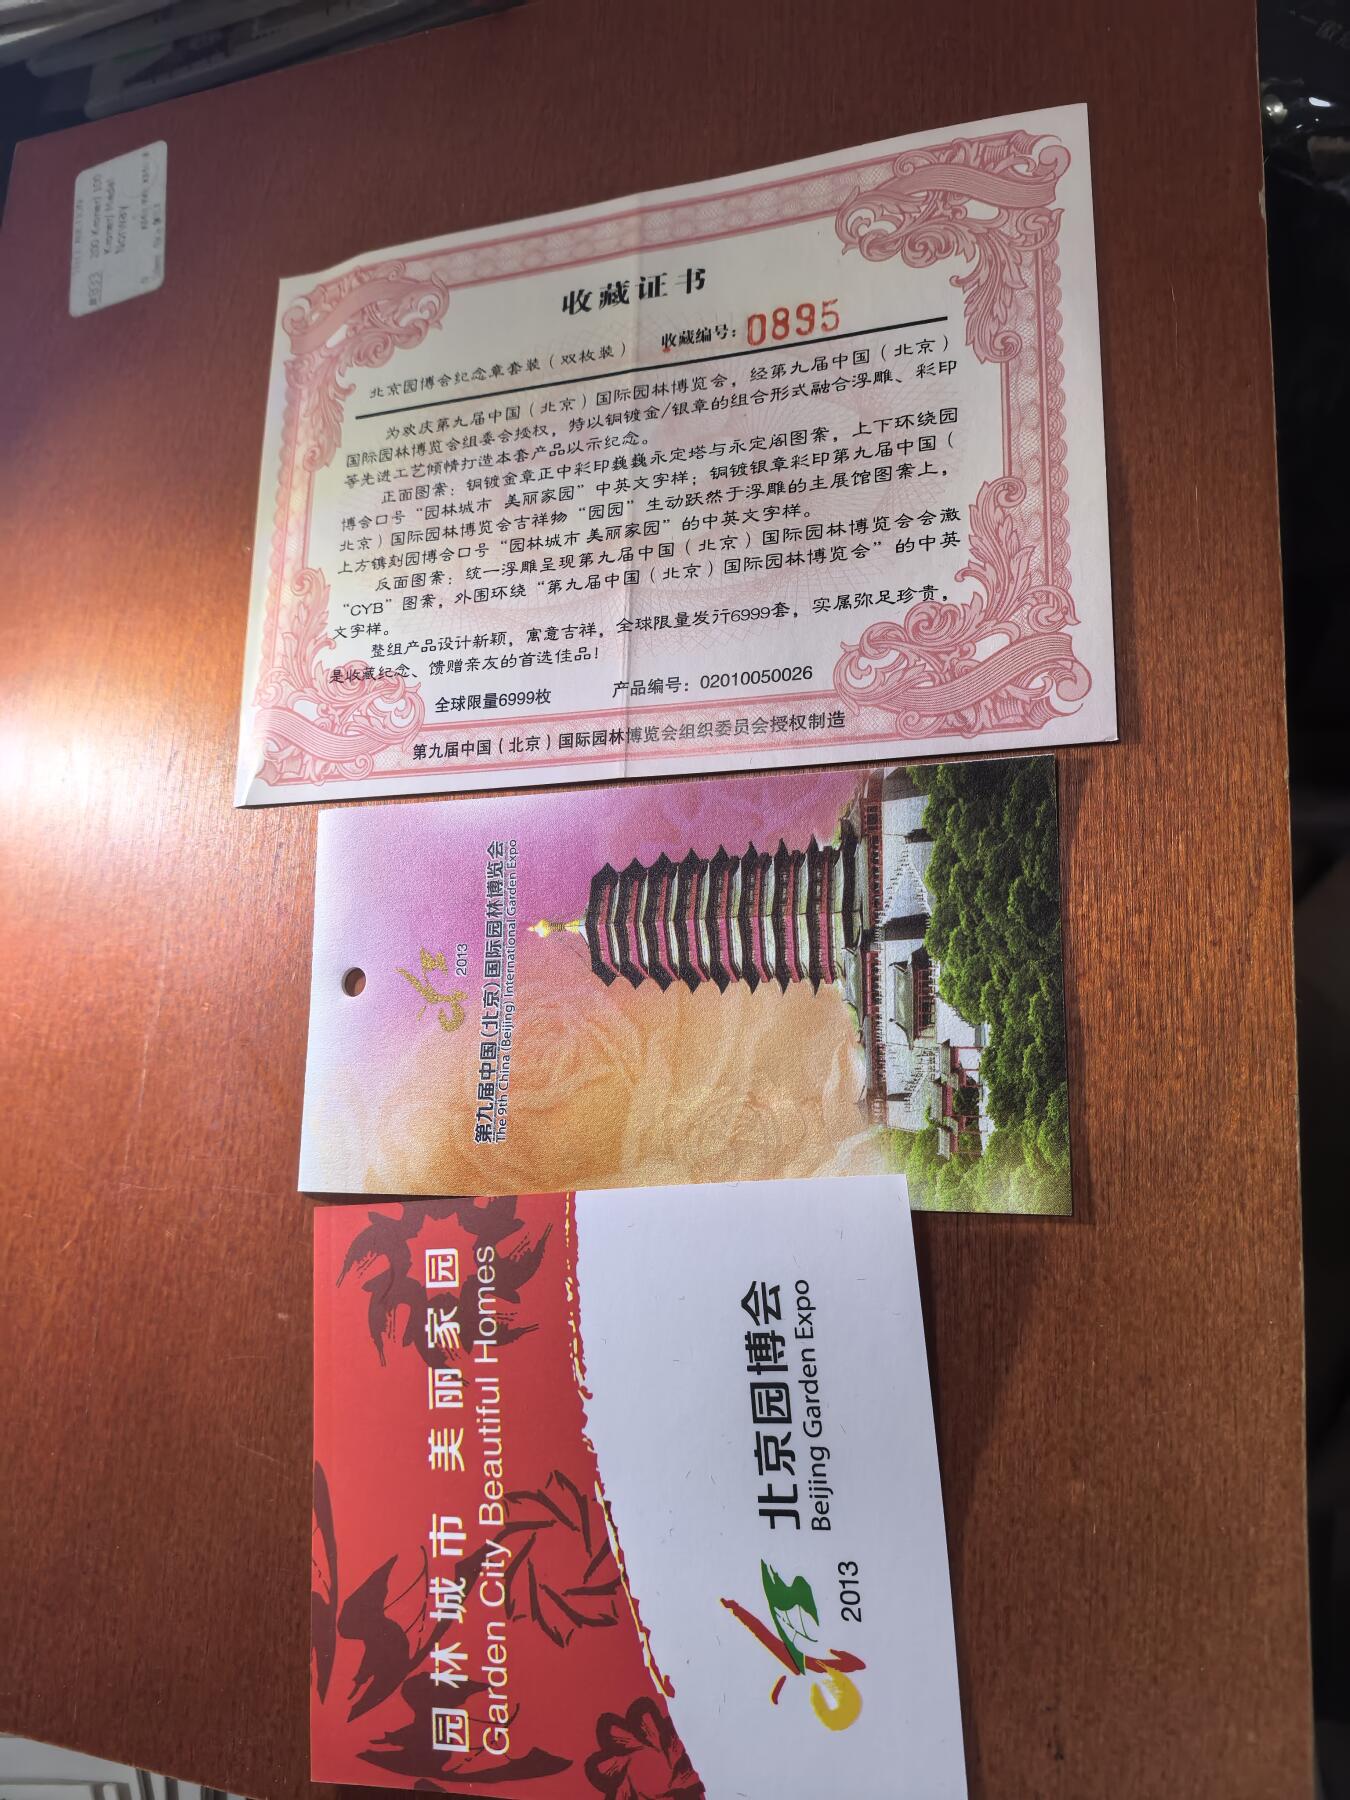 200 Kroner/ 100
Kroner/ Medal
Norway
收藏证书
北京园博会纪念章套装（双枚装） 收藏编号：0895
为欢庆第九届中国（北京）国际园林博览会，经第九届中国（北京）
国际园林博览会组委会授权，特以铜镀金/银章的组合形式融合浮雕、彩印
等先进工艺倾情打造本套产品以示纪念。
正面图案：铜镀金章正中彩印巍巍永定塔与永定阁图案，上下环绕园
博会口号“园林城市 美丽家园”中英文字样；铜镀银章彩印第九届中国（
北京）国际园林博览会吉祥物“园园”生动跃然于浮雕的主展馆图案上，
上方镌刻园博会口号“园林城市 美丽家园”的中英文字样。
反面图案：统一浮雕呈现第九届中国（北京）国际园林博览会会徽
“CYB”图案，外围环绕“第九届中国（北京）国际园林博览会”的中英
文字样。
整组产品设计新颖，寓意吉祥，全球限量发行6999套，实属弥足珍贵，
是收藏纪念、馈赠亲友的首选佳品！
全球限量6999枚 产品编号：02010050026
第九届中国（北京）国际园林博览会组织委员会授权制造
2013
第九届中国（北京）国际园林博览会
The 9th China (Beijing) International Garden Expo
园林城市 美丽家园
Garden City Beautiful Homes
北京园博会
Beijing Garden Expo
2013